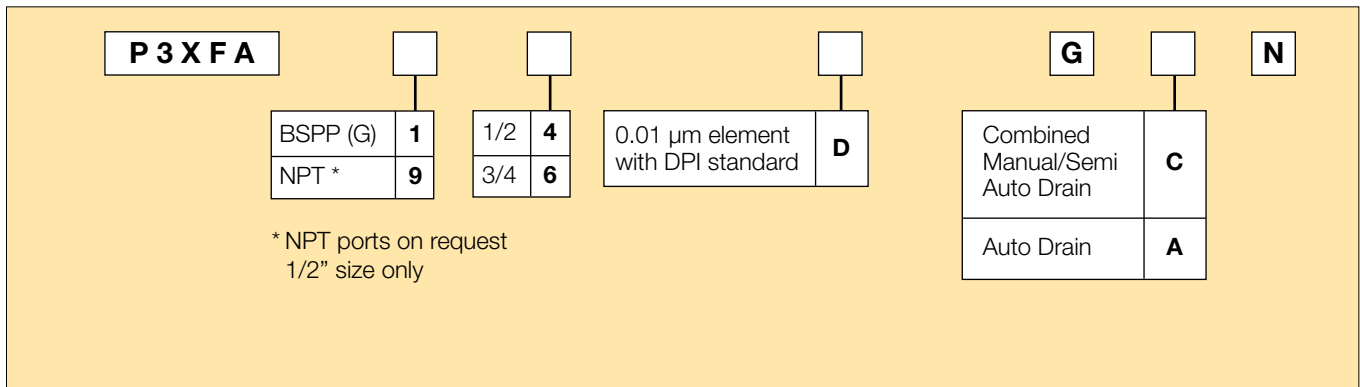 P 3 X F A G N
BSPP (G) 1
NPT * 9
1/2 4
3/4 6
0.01 µm element
with DPI standard D
Combined
Manual/Semi
Auto Drain C
Auto Drain A
* NPT ports on request
1/2” size only